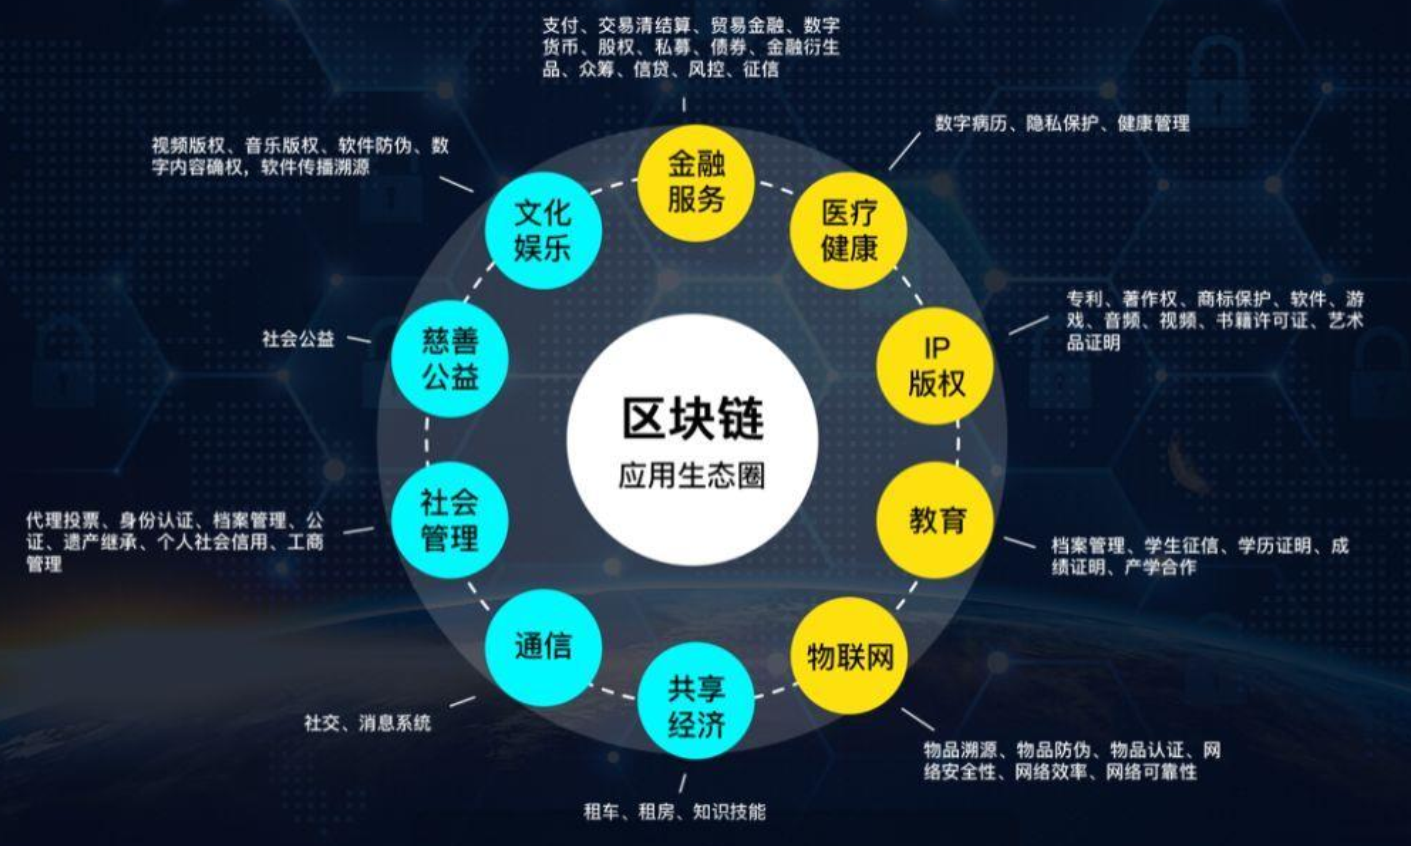 支付、交易清结算、贸易金融、数字
货币、股权、私募、债券、金融衍生
品、众筹、信贷、风控、征信
金融
服务
数字病历、隐私保护、健康管理
医疗
健康
专利、著作权、商标保护、软件、游
戏、音频、视频、书籍许可证、艺术
品证明
IP
版权
教育
档案管理、学生征信、学历证明、成
绩证明、产学合作
物联网
物品溯源、物品防伪、物品认证、网
络安全性、网络效率、网络可靠性
共享
经济
租车、租房、知识技能
通信
社交、消息系统
社会
管理
代理投票、身份认证、档案管理、公
证、遗产继承、个人社会信用、工商
管理
慈善
公益
社会公益
文化
娱乐
视频版权、音乐版权、软件防伪、数
字内容确权，软件传播溯源
区块链
应用生态圈